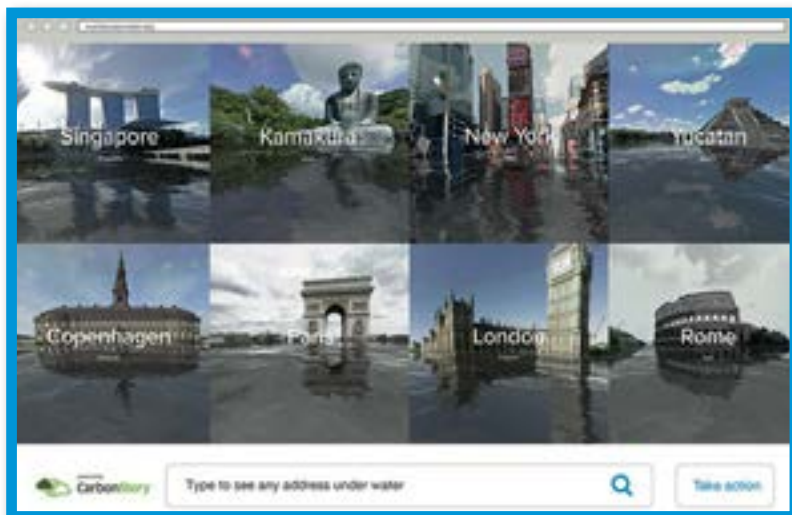 Singapore
Kamakura
New York
Yucatan
Copenhagen
Paris
London
Rome
CarbonStory
Type to see any address under water
Take action